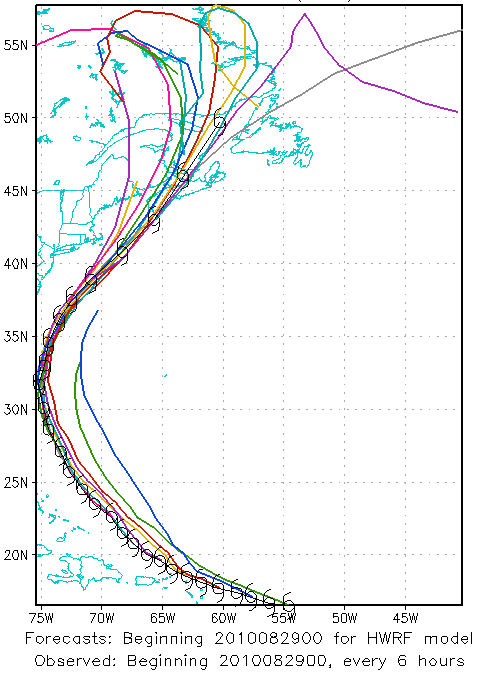 55N
50N
45N
40N
35N
30N
25N
20N
75W 70W 65W 60W 55W 50W 45W
Forecasts: Beginning 2010082900 for HWRF model
Observed: Beginning 2010082900, every 6 hours